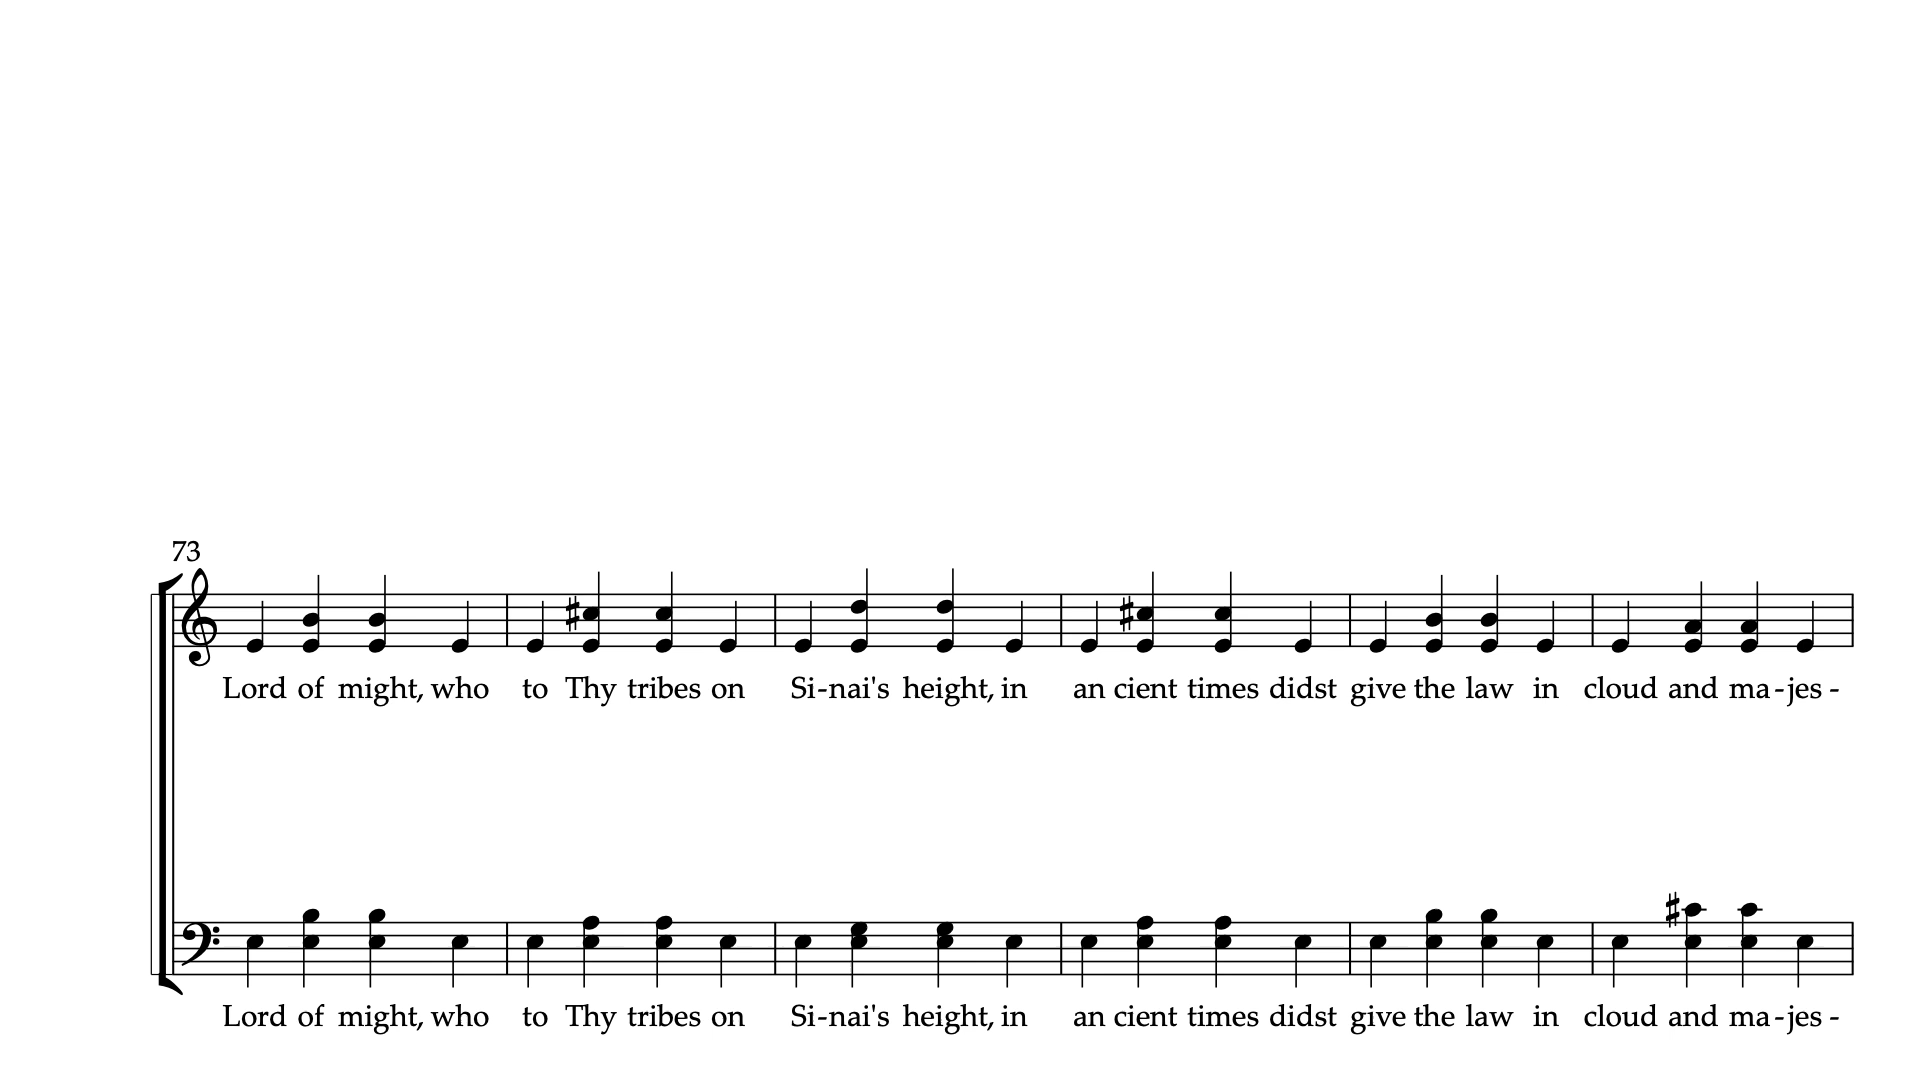 73
Lord of might, who to Thy tribes on Si-nai's height, in an cient times didst give the law in cloud and ma-jes-
Lord of might, who to Thy tribes on Si-nai's height, in an cient times didst give the law in cloud and ma-jes-